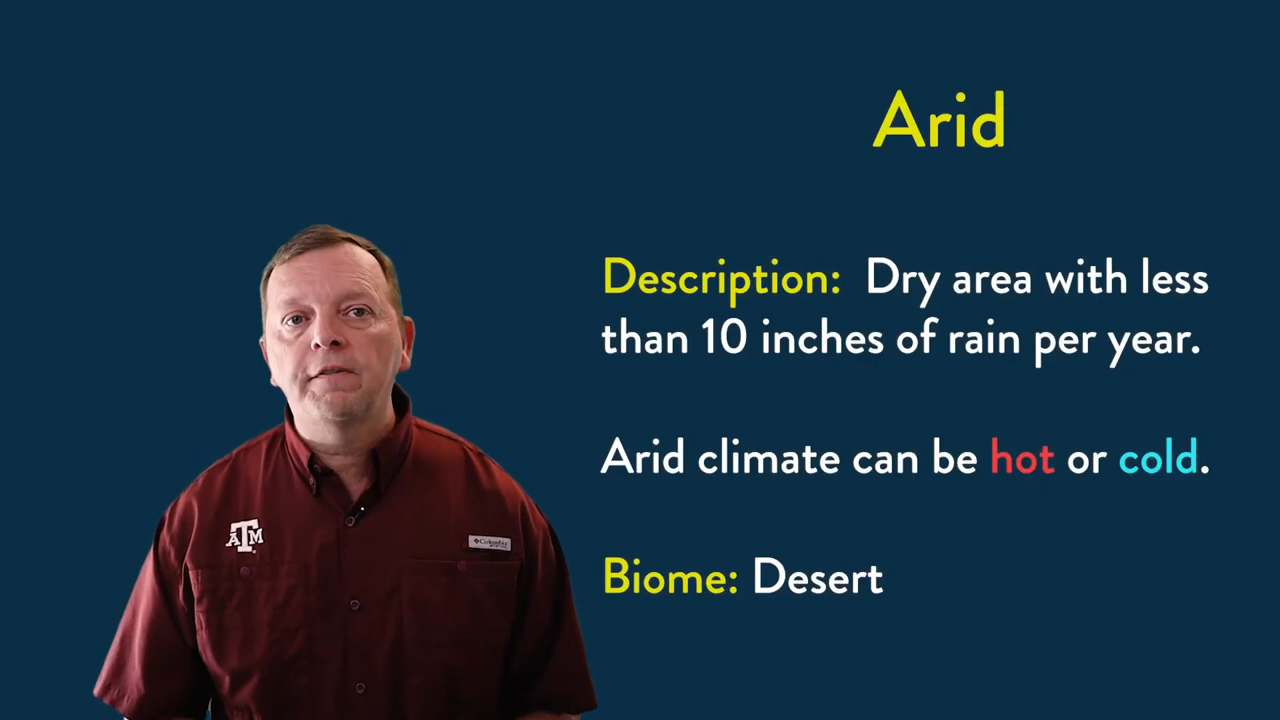 Arid
Description: Dry area with less
than 10 inches of rain per year.
Arid climate can be hot or cold.
Biome: Desert
ATM
Columbia